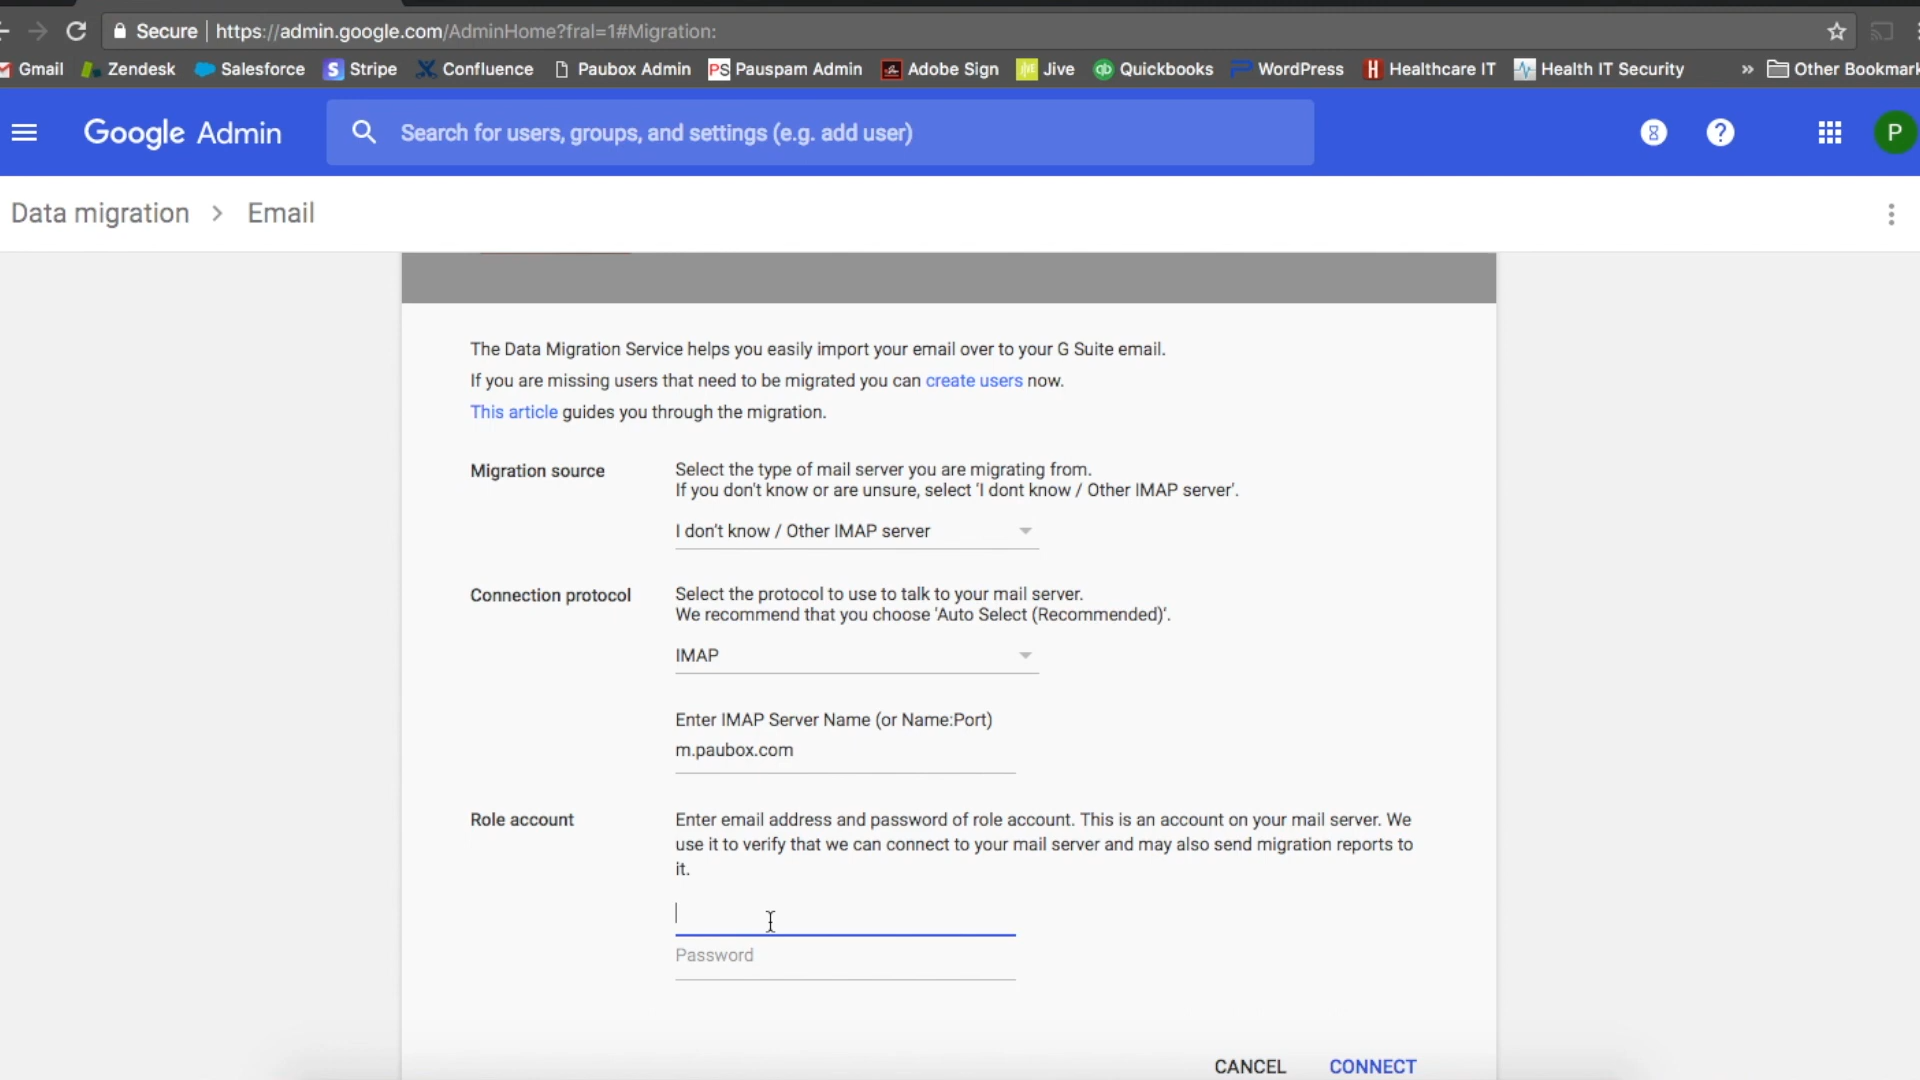 Secure | https://admin.google.com/AdminHome?fral=1#Migration:
Gmail Zendesk Salesforce S Stripe Confluence Paubox Admin PS Pauspam Admin Adobe Sign Jive qb Quickbooks WordPress H Healthcare IT Health IT Security » Other Bookmark
Google Admin Search for users, groups, and settings (e.g. add user) 8 ? P
Data migration > Email
The Data Migration Service helps you easily import your email over to your G Suite email.
If you are missing users that need to be migrated you can create users now.
This article guides you through the migration.
Migration source
Select the type of mail server you are migrating from.
If you don't know or are unsure, select 'I dont know / Other IMAP server'.
I don't know / Other IMAP server
Connection protocol
Select the protocol to use to talk to your mail server.
We recommend that you choose 'Auto Select (Recommended)'.
IMAP
Enter IMAP Server Name (or Name:Port)
m.paubox.com
Role account
Enter email address and password of role account. This is an account on your mail server. We
use it to verify that we can connect to your mail server and may also send migration reports to
it.
Password
CANCEL CONNECT